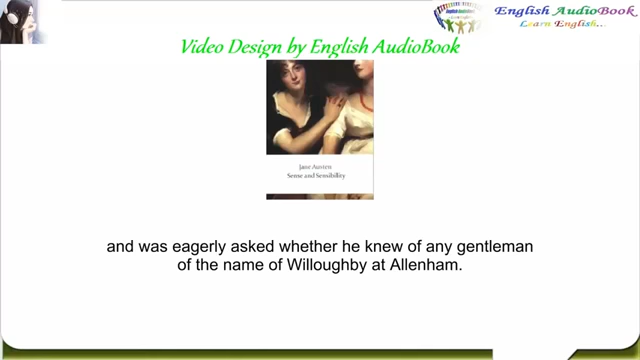 English AudioBook
Learn English...
Video Design by English AudioBook
Jane Austen
Sense and Sensibility
and was eagerly asked whether he knew of any gentleman
of the name of Willoughby at Allenham.